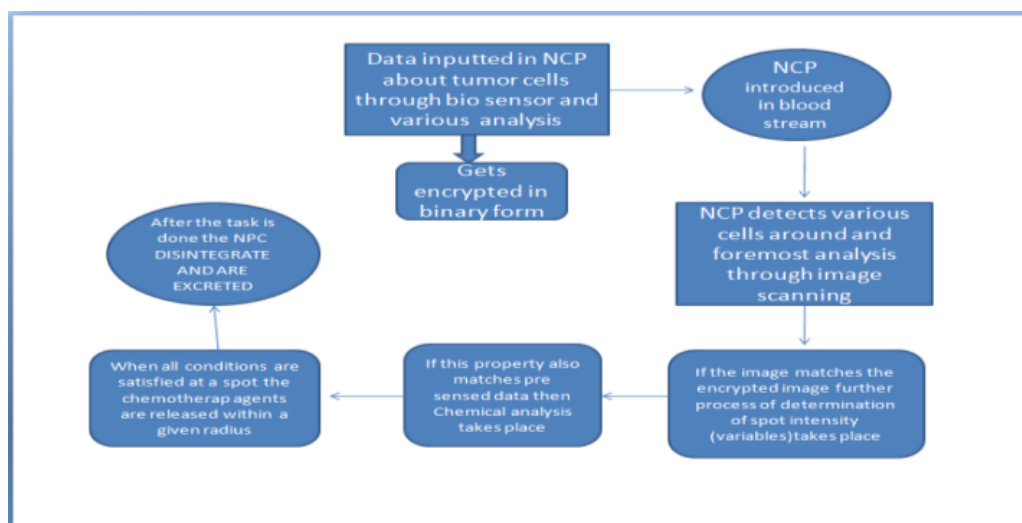 Data inputted in NCP
about tumor cells
through bio sensor and
various analysis
NCP
introduced
in blood
stream
Gets
encrypted in
binary form
NCP detects various
cells around and
foremost analysis
through image
scanning
If the image matches the
encrypted image further
process of determination
of spot intensity
(variables)takes place
If this property also
matches pre
sensed data then
Chemical analysis
takes place
When all conditions are
satisfied at a spot the
chemotherap agents
are released within a
given radius
After the task is
done the NPC
DISINTEGRATE
AND ARE
EXCRETED